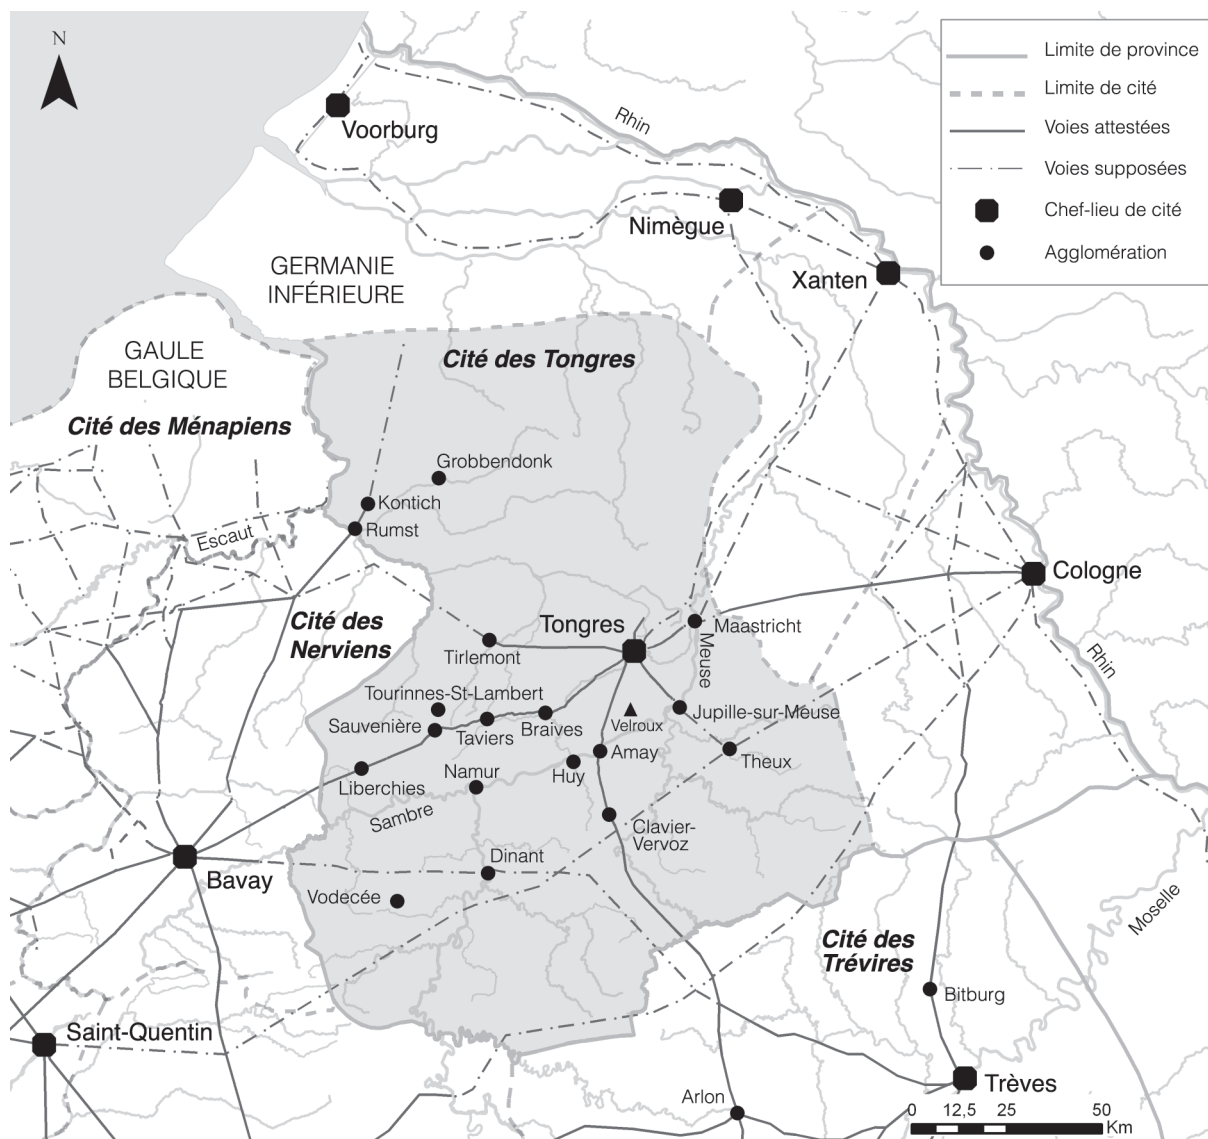 N
Limite de province
Limite de cité
Voies attestées
Voies supposées
Chef-lieu de cité
Agglomération
Voorburg
Rhin
Nimègue
Xanten
GERMANIE
INFÉRIEURE
GAULE
BELGIQUE
Cité des Tongres
Cité des Ménapiens
Grobbendonk
Kontich
Rumst
Escaut
Cologne
Cité des
Nerviens
Tongres
Maastricht
Meuse
Rhin
Tirlemont
Tourinnes-St-Lambert
Sauvenière
Taviers
Braives
Velroux
Jupille-sur-Meuse
Amay
Theux
Huy
Namur
Liberchies
Sambre
Clavier-
Vervoz
Dinant
Bavay
Vodecée
Moselle
Cité des
Trévires
Bitburg
Saint-Quentin
Trèves
Arlon
0 12,5 25 50
Km